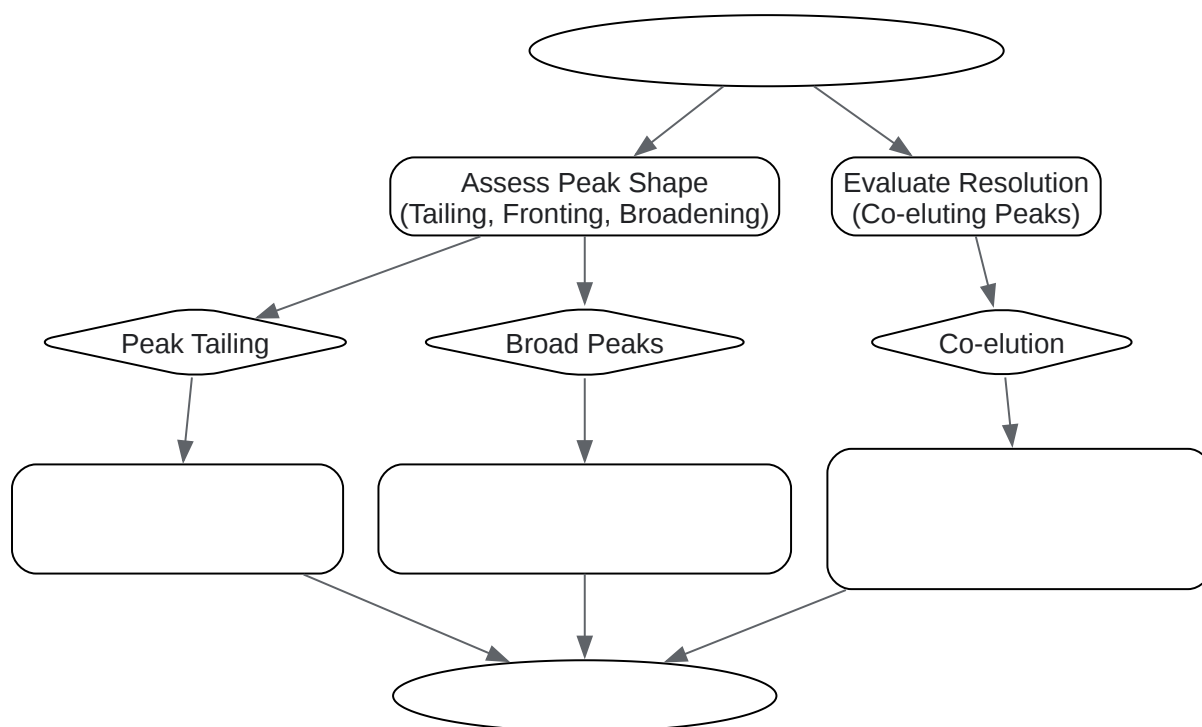 Assess Peak Shape
(Tailing, Fronting, Broadening)
Evaluate Resolution
(Co-eluting Peaks)
Peak Tailing
Broad Peaks
Co-elution